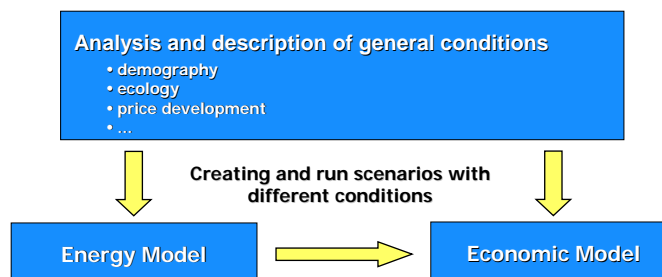 Analysis and description of general conditions
• demography
• ecology
• price development
• ...
Creating and run scenarios with
different conditions
Energy Model
Economic Model